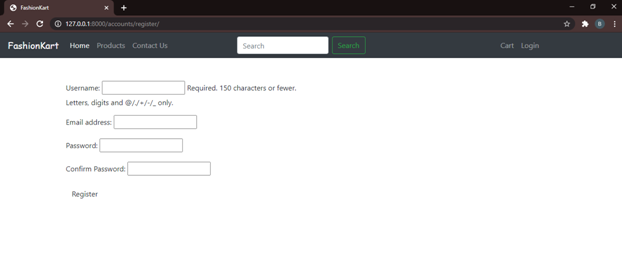 FashionKart
127.0.0.1:8000/accounts/register/
B
FashionKart Home Products Contact Us Search Search Cart Login
Username: Required. 150 characters or fewer.
Letters, digits and @/./+/-/_ only.
Email address:
Password:
Confirm Password:
Register